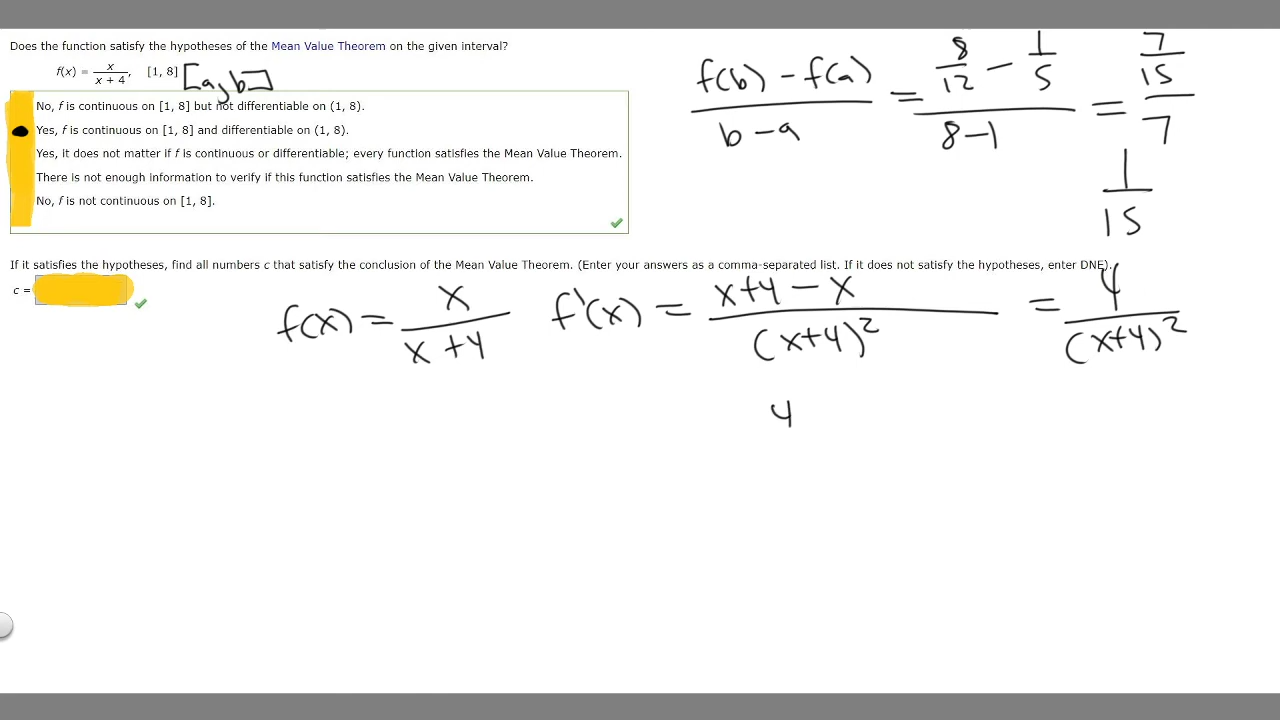 Does the function satisfy the hypotheses of the Mean Value Theorem on the given interval?
f(x) = x / (x + 4), [1, 8] [a, b]
No, f is continuous on [1, 8] but not differentiable on (1, 8).
Yes, f is continuous on [1, 8] and differentiable on (1, 8).
Yes, it does not matter if f is continuous or differentiable; every function satisfies the Mean Value Theorem.
There is not enough information to verify if this function satisfies the Mean Value Theorem.
No, f is not continuous on [1, 8].
(f(b) - f(a)) / (b - a) = (8/12 - 1/5) / (8 - 1) = (7/15) / 7
1/15
If it satisfies the hypotheses, find all numbers c that satisfy the conclusion of the Mean Value Theorem. (Enter your answers as a comma-separated list. If it does not satisfy the hypotheses, enter DNE).
c =
f(x) = x / (x + 4) f'(x) = (x + 4 - x) / (x + 4)² = 4 / (x + 4)²
4